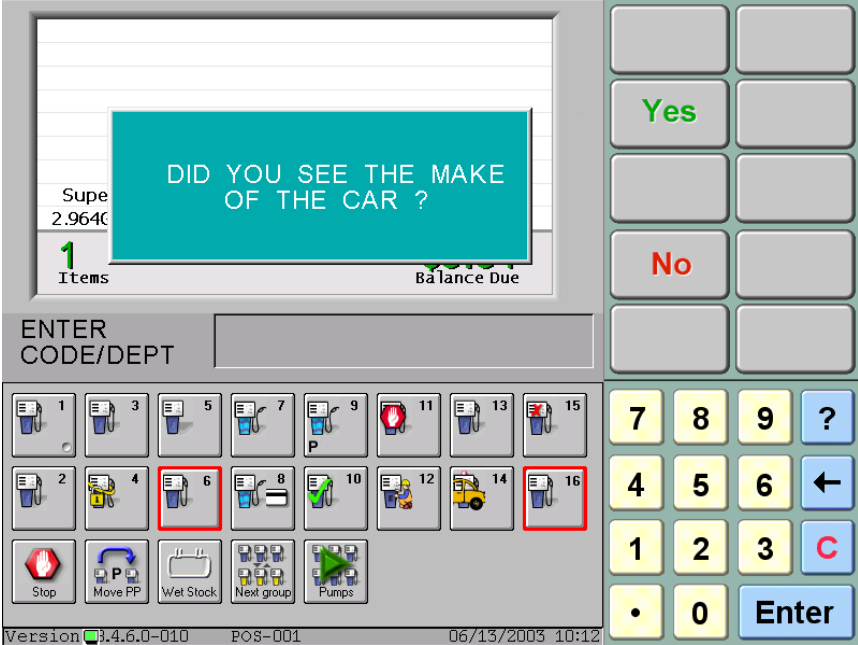 DID YOU SEE THE MAKE
OF THE CAR ?
Supe
2.964G
1
Items
Balance Due
Yes
No
ENTER
CODE/DEPT
1 3 5 7 9 11 13 15
P
2 4 6 8 10 12 14 16
Stop P Move PP Wet Stock Next group Pumps
7 8 9 ?
4 5 6 ←
1 2 3 C
• 0 Enter
Version 3.4.6.0-010 POS-001 06/13/2003 10:12